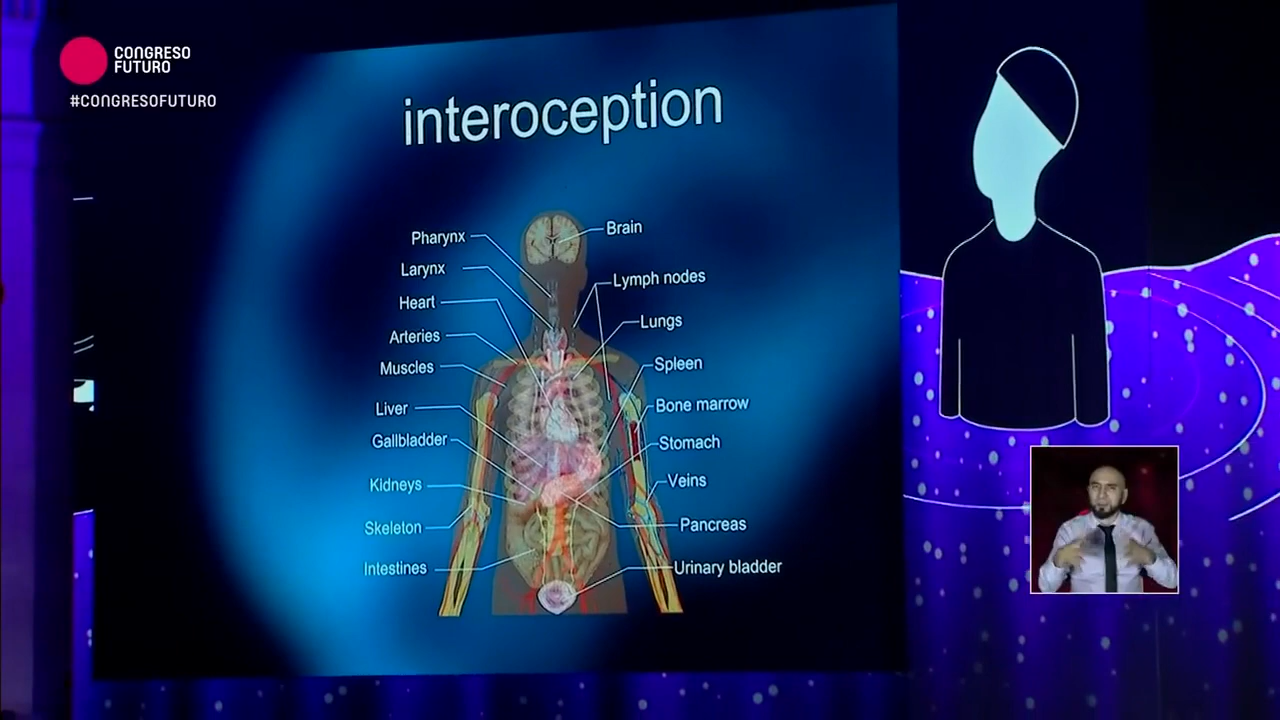 CONGRESO
FUTURO
#CONGRESOFUTURO
interoception
Pharynx
Larynx
Heart
Arteries
Muscles
Liver
Gallbladder
Kidneys
Skeleton
Intestines
Brain
Lymph nodes
Lungs
Spleen
Bone marrow
Stomach
Veins
Pancreas
Urinary bladder